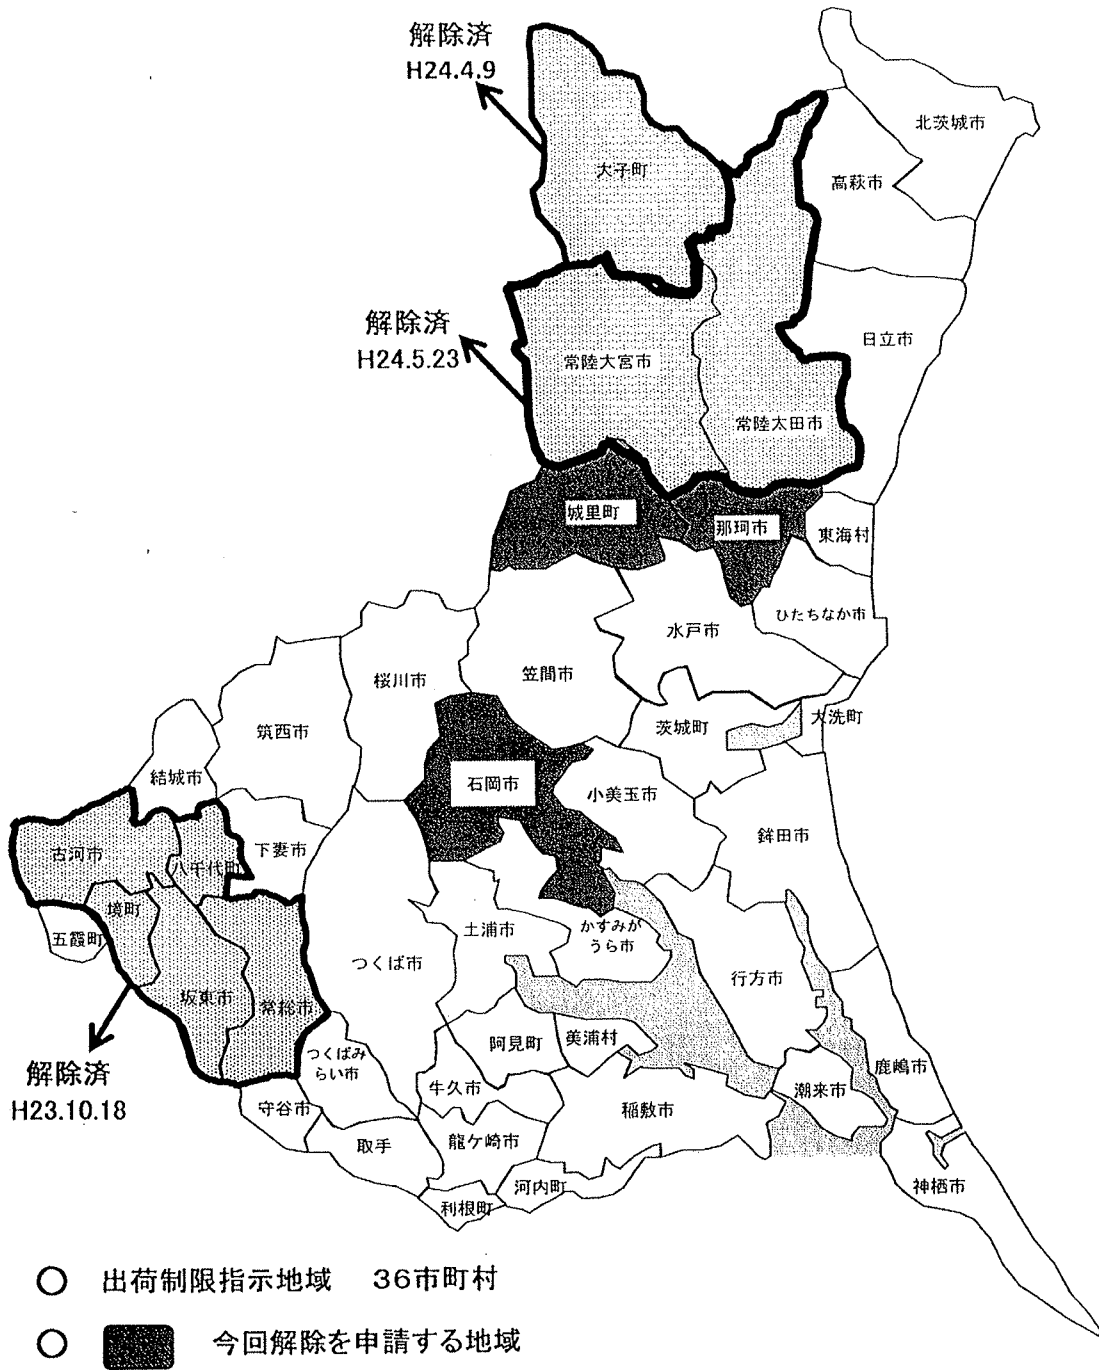 解除済
H24.4.9
北茨城市
大子町
高萩市
解除済
H24.5.23
日立市
常陸大宮市
常陸太田市
城里町
那珂市
東海村
ひたちなか市
水戸市
笠間市
桜川市
茨城町
大洗町
筑西市
結城市
石岡市
小美玉市
鉾田市
下妻市
古河市
八千代町
境町
五霞町
土浦市
かすみが
うら市
つくば市
行方市
坂東市
常総市
阿見町
美浦村
つくばみ
らい市
解除済
H23.10.18
牛久市
潮来市
鹿嶋市
守谷市
稲敷市
取手
龍ケ崎市
河内町
利根町
神栖市
○ 出荷制限指示地域 36市町村
○ 今回解除を申請する地域